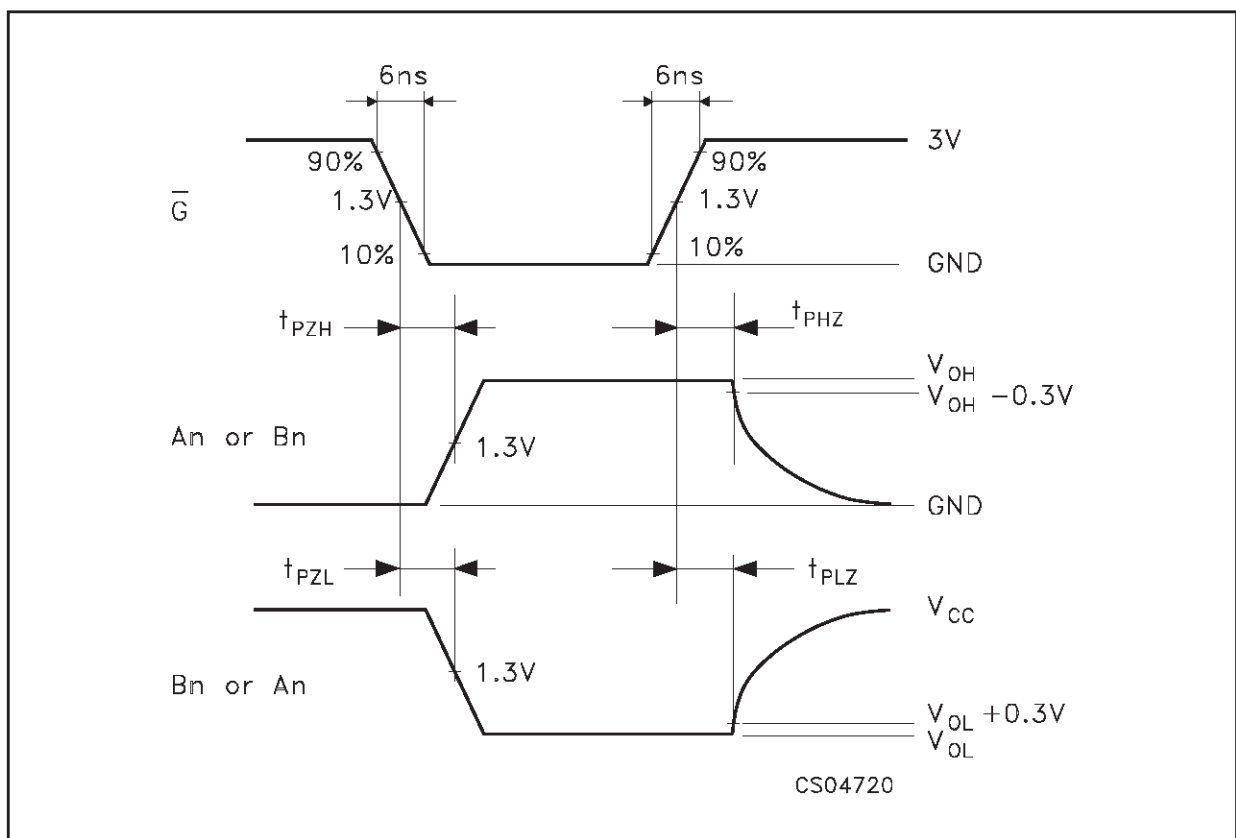 6ns 6ns
3V
90% 90%
G̅ 1.3V 1.3V
10% 10%
GND
tPZH tPHZ
VOH
VOH −0.3V
An or Bn 1.3V
GND
tPZL tPLZ
VCC
Bn or An 1.3V
VOL +0.3V
VOL
CS04720